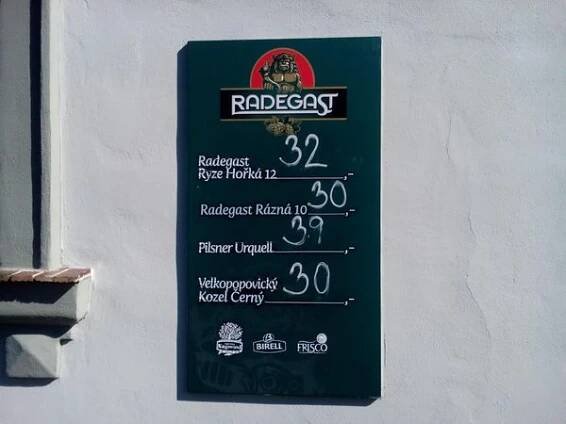 RADEGAST
Radegast 32
Ryze Hořká 12 ,-
Radegast Rázná 10 30 ,-
Pilsner Urquell 39 ,-
Velkopopovický 30
Kozel Černý ,-
BIRELL
FRISCO